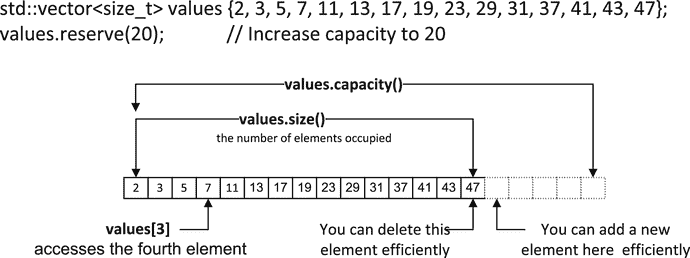 std::vector<size_t> values {2, 3, 5, 7, 11, 13, 17, 19, 23, 29, 31, 37, 41, 43, 47};
values.reserve(20); // Increase capacity to 20
values.capacity()
values.size()
the number of elements occupied
2 3 5 7 11 13 17 19 23 29 31 37 41 43 47
values[3]
accesses the fourth element
You can delete this
element efficiently
You can add a new
element here efficiently